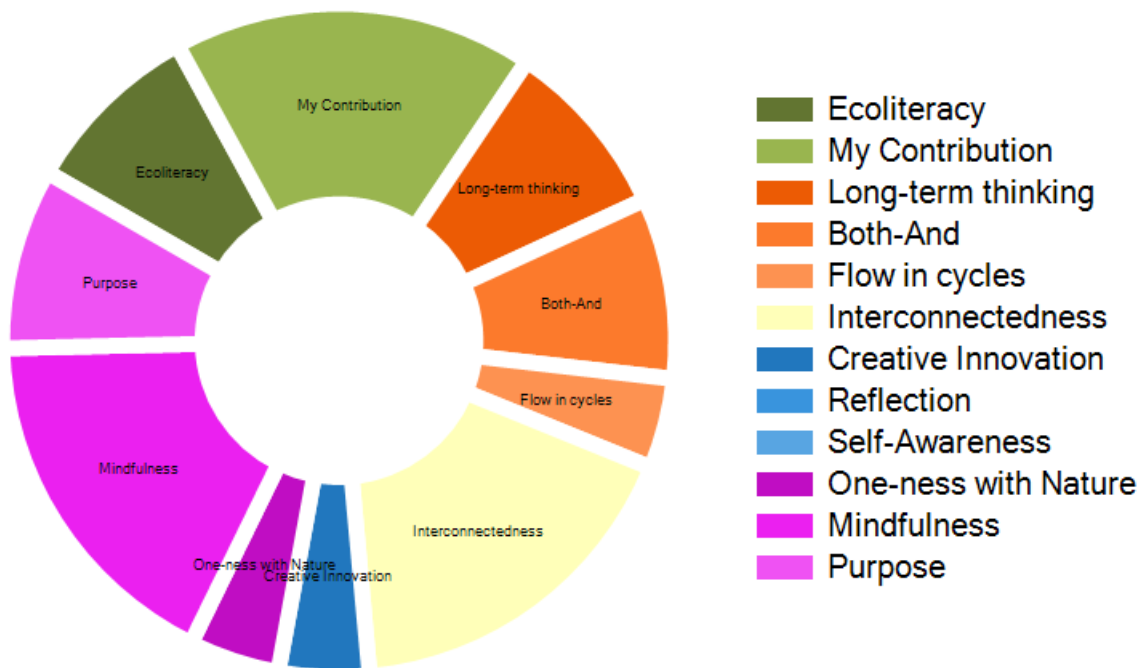 My Contribution
Ecoliteracy
Long-term thinking
Purpose
Both-And
Flow in cycles
Mindfulness
Interconnectedness
One-ness with Nature
Creative Innovation
Ecoliteracy
My Contribution
Long-term thinking
Both-And
Flow in cycles
Interconnectedness
Creative Innovation
Reflection
Self-Awareness
One-ness with Nature
Mindfulness
Purpose